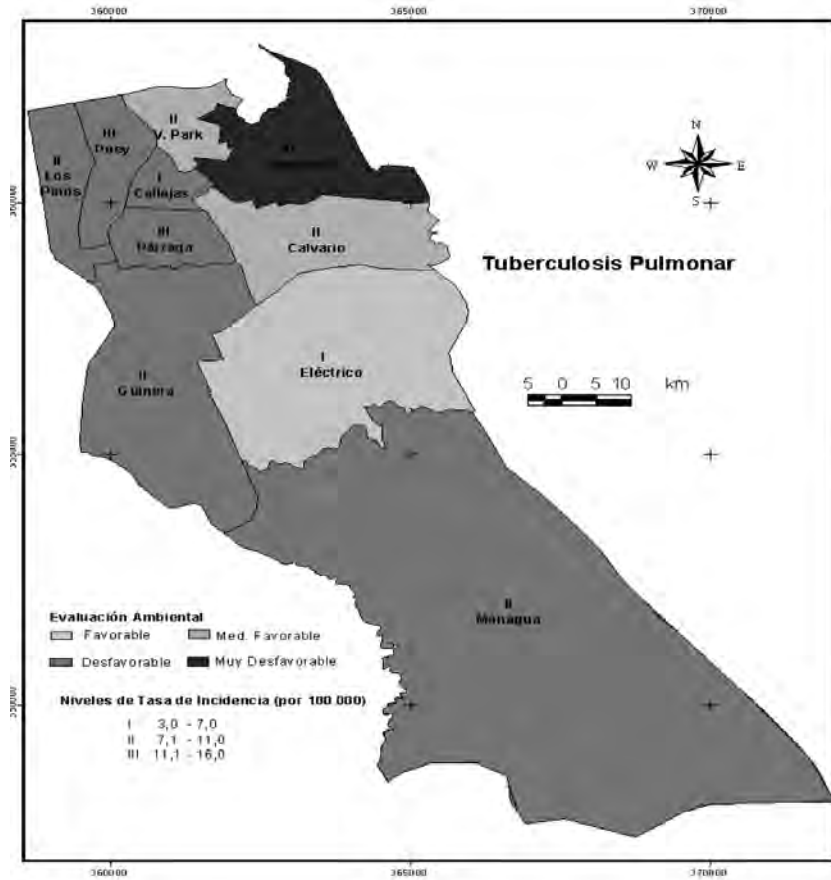 360000 365000 370000
N
W E
S
II
V. Park
III
Poey
II
Los
Pinos
I
Callejas
III
Párraga
II
Calvario
Tuberculosis Pulmonar
I
Eléctrico
5 0 5 10 km
II
Güinera
II
Managua
Evaluación Ambiental
Favorable Med. Favorable
Desfavorable Muy Desfavorable
Niveles de Tasa de Incidencia (por 100.000)
I 3,0 - 7,0
II 7,1 - 11,0
III 11,1 - 16,0
360000 365000 370000